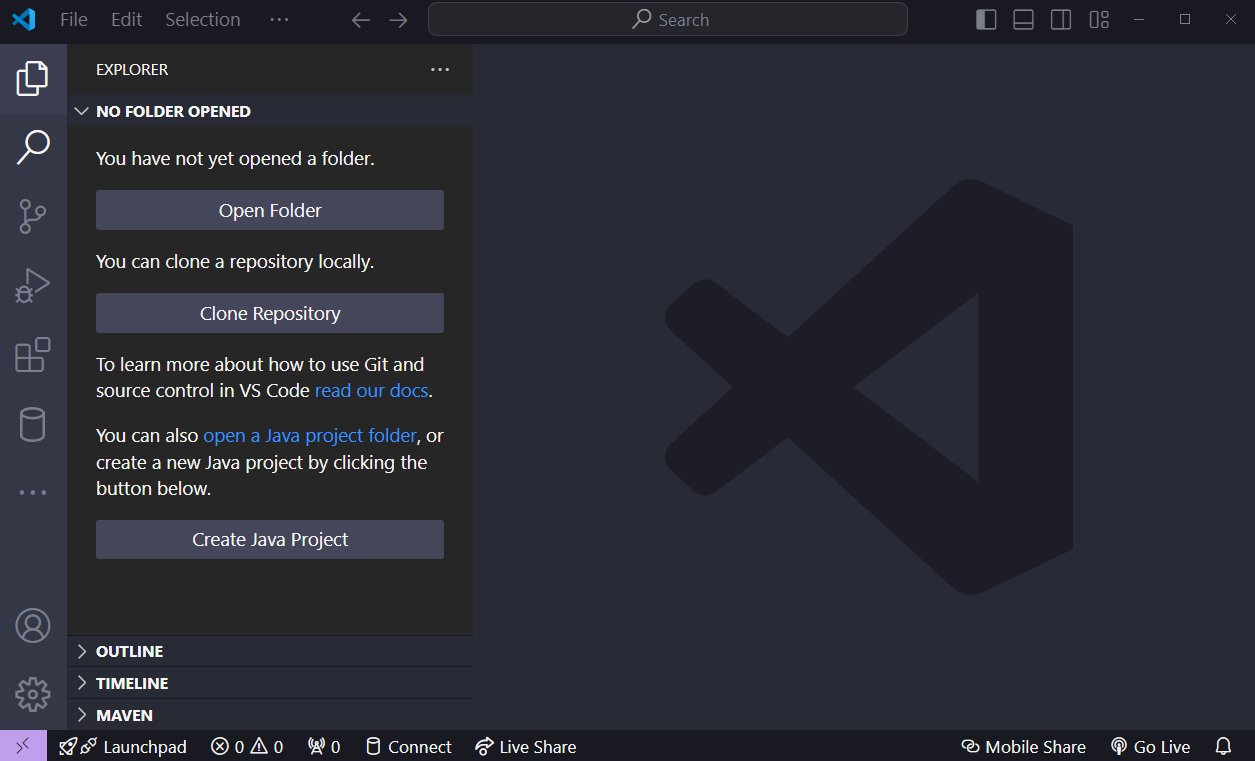 File Edit Selection ···
Search
EXPLORER ···
NO FOLDER OPENED
You have not yet opened a folder.
Open Folder
You can clone a repository locally.
Clone Repository
To learn more about how to use Git and
source control in VS Code read our docs.
You can also open a Java project folder, or
create a new Java project by clicking the
button below.
Create Java Project
OUTLINE
TIMELINE
MAVEN
Launchpad 0 0 0 Connect Live Share Mobile Share Go Live